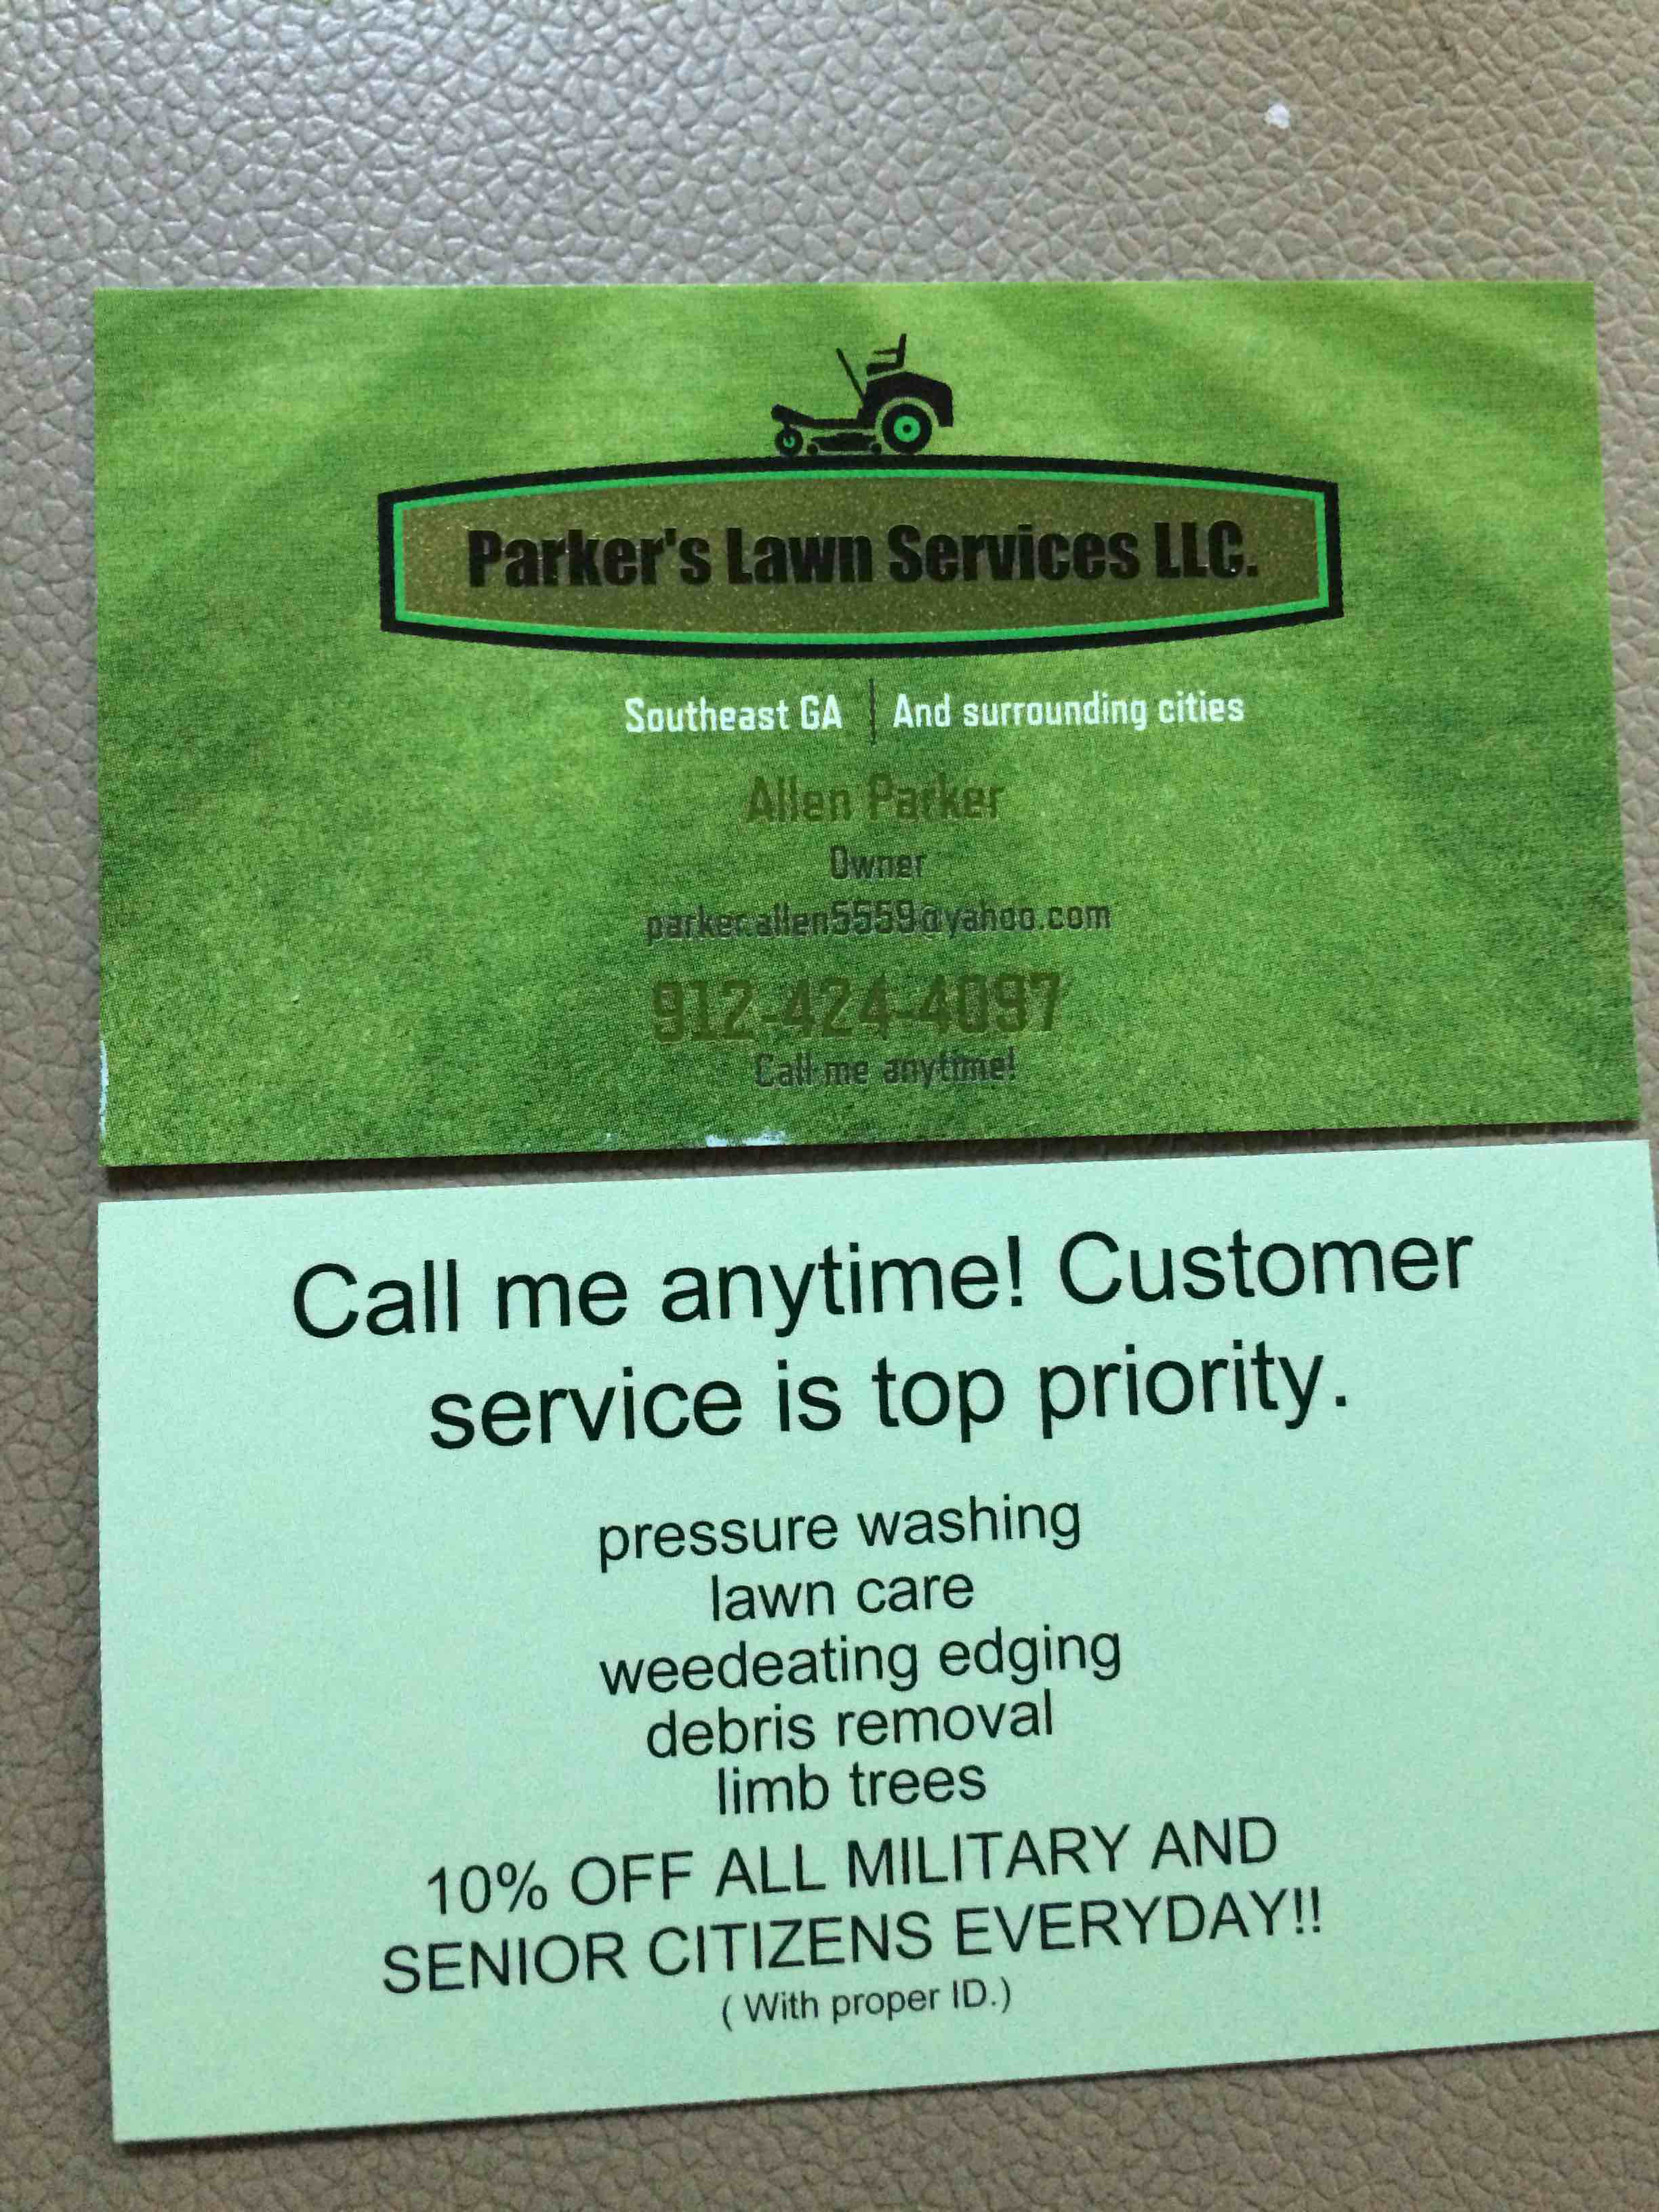 Parker's Lawn Services LLC.
Southeast GA | And surrounding cities
Allen Parker
Owner
parker.allen5559@yahoo.com
912-424-4097
Call me anytime!
Call me anytime! Customer
service is top priority.
pressure washing
lawn care
weedeating edging
debris removal
limb trees
10% OFF ALL MILITARY AND
SENIOR CITIZENS EVERYDAY!!
( With proper ID.)